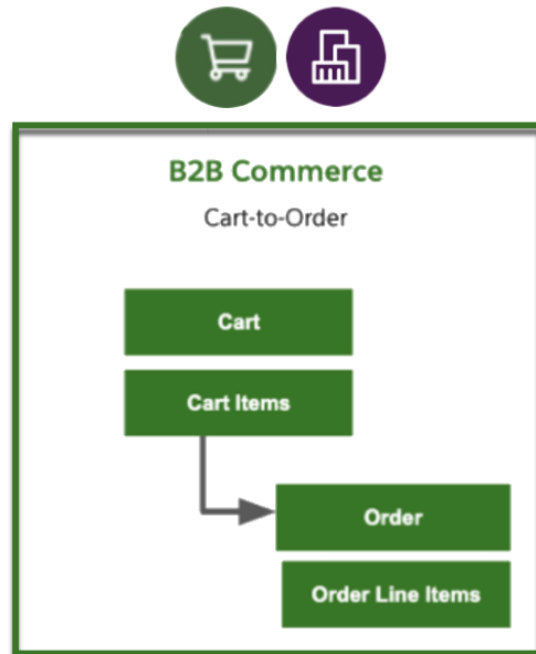 B2B Commerce
Cart-to-Order
Cart
Cart Items
Order
Order Line Items